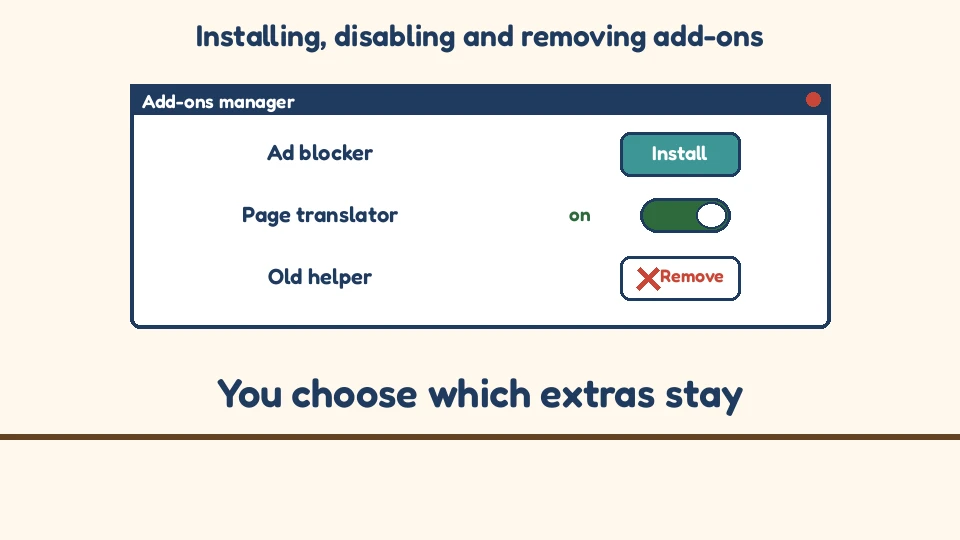 Installing, disabling and removing add-ons
Add-ons manager
Ad blocker
Install
Page translator
on
Old helper
Remove
You choose which extras stay